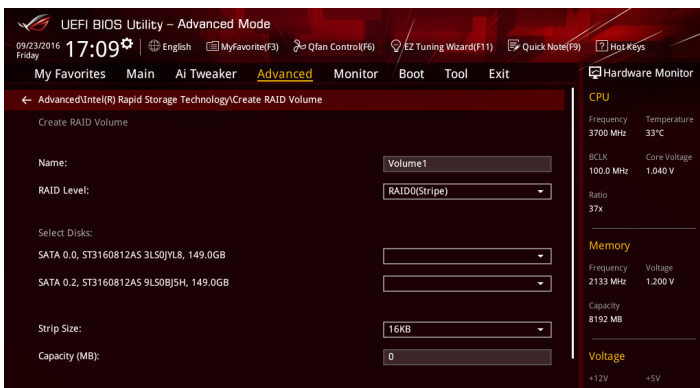 UEFI BIOS Utility – Advanced Mode
09/23/2016 Friday 17:09 English MyFavorite(F3) Qfan Control(F6) EZ Tuning Wizard(F11) Quick Note(F9) Hot Keys
My Favorites Main Ai Tweaker Advanced Monitor Boot Tool Exit
Hardware Monitor
← Advanced\Intel(R) Rapid Storage Technology\Create RAID Volume
Create RAID Volume
Name: Volume1
RAID Level: RAID0(Stripe)
Select Disks:
SATA 0.0, ST3160812AS 3LS0JYL8, 149.0GB
SATA 0.2, ST3160812AS 9LS0BJ5H, 149.0GB
Strip Size: 16KB
Capacity (MB): 0
CPU
Frequency Temperature
3700 MHz 33°C
BCLK Core Voltage
100.0 MHz 1.040 V
Ratio
37x
Memory
Frequency Voltage
2133 MHz 1.200 V
Capacity
8192 MB
Voltage
+12V +5V